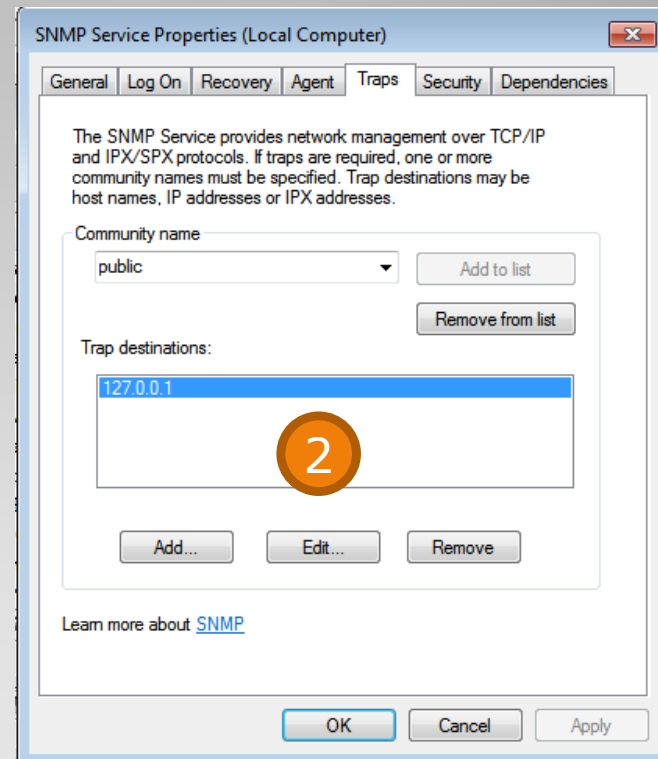 SNMP Service Properties (Local Computer)
General Log On Recovery Agent Traps Security Dependencies
The SNMP Service provides network management over TCP/IP
and IPX/SPX protocols. If traps are required, one or more
community names must be specified. Trap destinations may be
host names, IP addresses or IPX addresses.
Community name
public
Add to list
Remove from list
Trap destinations:
127.0.0.1
2
Add... Edit... Remove
Learn more about SNMP
OK Cancel Apply